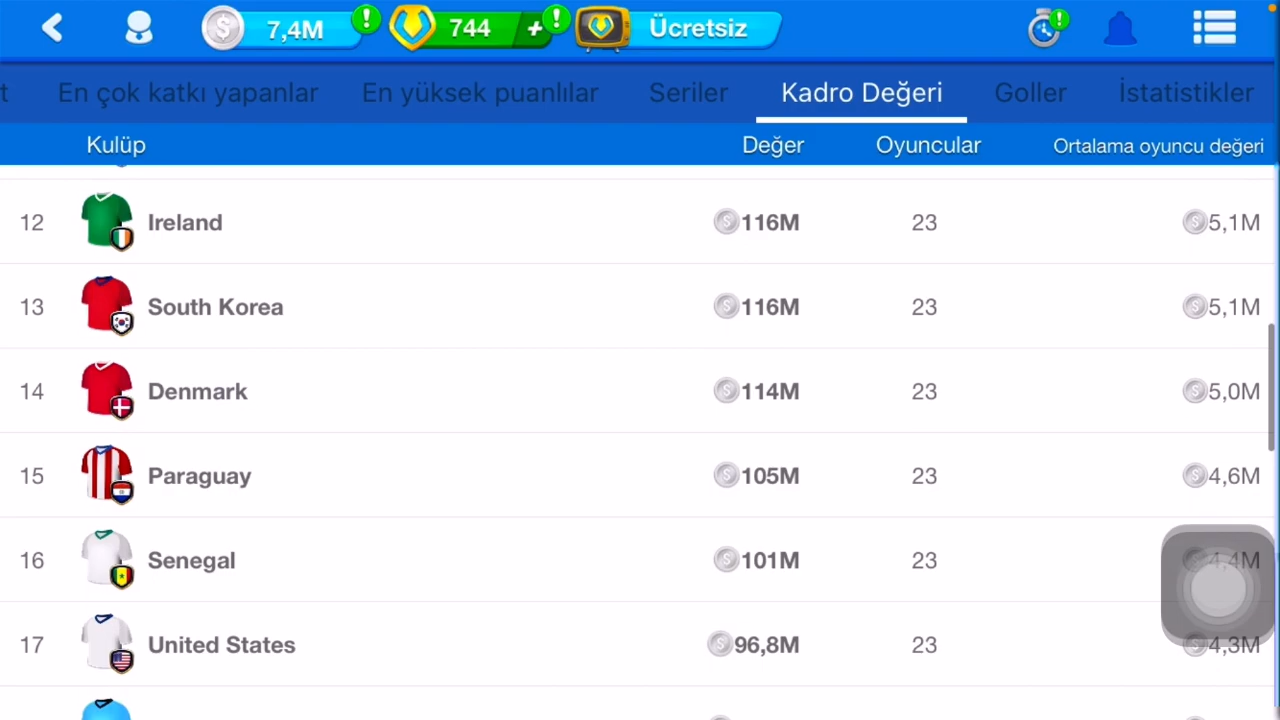 7,4M ! 744 + ! Ücretsiz !
t En çok katkı yapanlar En yüksek puanlılar Seriler Kadro Değeri Goller İstatistikler
Kulüp Değer Oyuncular Ortalama oyuncu değeri
12 Ireland 116M 23 5,1M
13 South Korea 116M 23 5,1M
14 Denmark 114M 23 5,0M
15 Paraguay 105M 23 4,6M
16 Senegal 101M 23 4,4M
17 United States 96,8M 23 4,3M